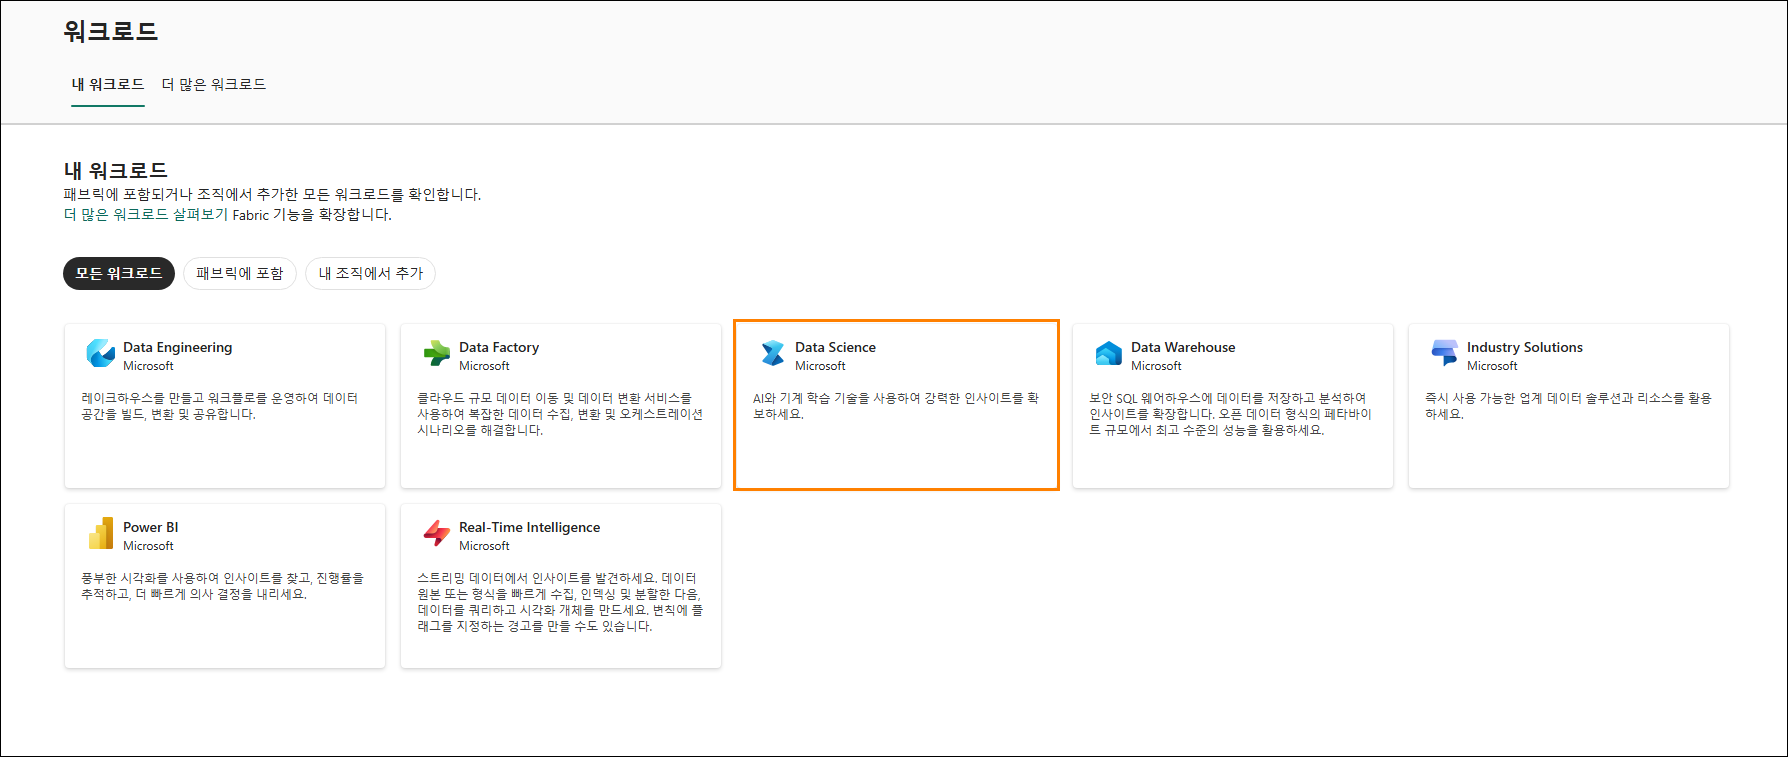 워크로드
내 워크로드 더 많은 워크로드
내 워크로드
패브릭에 포함되거나 조직에서 추가한 모든 워크로드를 확인합니다.
더 많은 워크로드 살펴보기 Fabric 기능을 확장합니다.
모든 워크로드 패브릭에 포함 내 조직에서 추가
Data Engineering
Microsoft
레이크하우스를 만들고 워크플로를 운영하여 데이터
공간을 빌드, 변환 및 공유합니다.
Data Factory
Microsoft
클라우드 규모 데이터 이동 및 데이터 변환 서비스를
사용하여 복잡한 데이터 수집, 변환 및 오케스트레이션
시나리오를 해결합니다.
Data Science
Microsoft
AI와 기계 학습 기술을 사용하여 강력한 인사이트를 확
보하세요.
Data Warehouse
Microsoft
보안 SQL 웨어하우스에 데이터를 저장하고 분석하여
인사이트를 확장합니다. 오픈 데이터 형식의 페타바이
트 규모에서 최고 수준의 성능을 활용하세요.
Industry Solutions
Microsoft
즉시 사용 가능한 업계 데이터 솔루션과 리소스를 활용
하세요.
Power BI
Microsoft
풍부한 시각화를 사용하여 인사이트를 찾고, 진행률을
추적하고, 더 빠르게 의사 결정을 내리세요.
Real-Time Intelligence
Microsoft
스트리밍 데이터에서 인사이트를 발견하세요. 데이터
원본 또는 형식을 빠르게 수집, 인덱싱 및 분할한 다음,
데이터를 쿼리하고 시각화 개체를 만드세요. 변칙에 플
래그를 지정하는 경고를 만들 수도 있습니다.